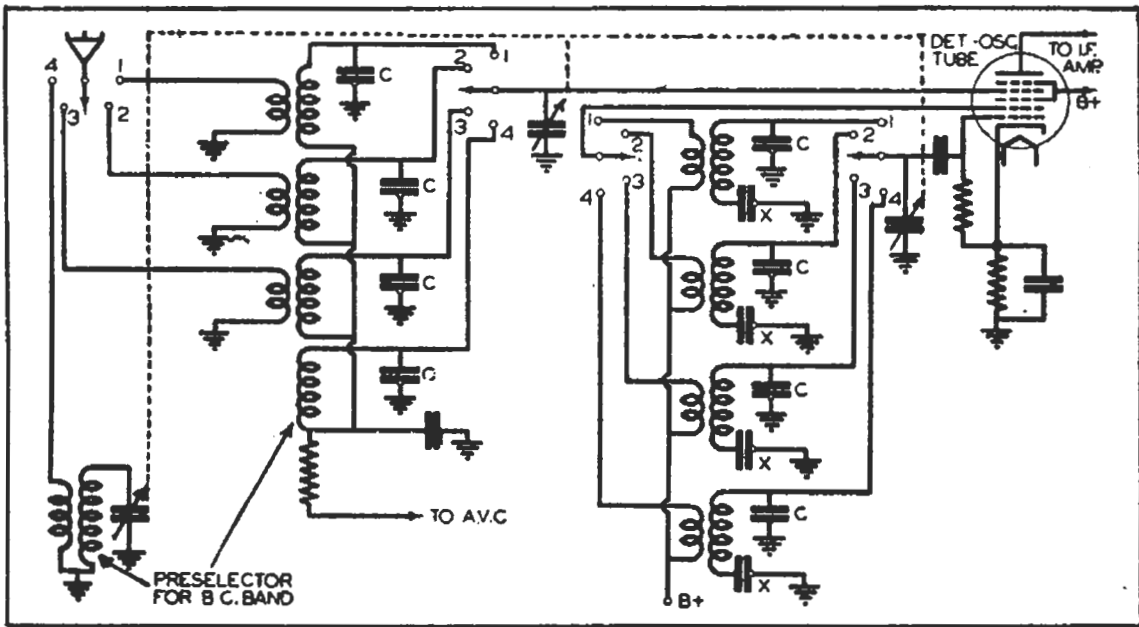 4
1
3
2
C
2
1
3
4
C
C
C
DET-OSC.
TUBE
TO I.F.
AMP.
B+
1
2
3
4
C
X
C
X
C
X
C
X
1
2
3
4
TO A.V.C
PRESELECTOR
FOR B C. BAND
B+